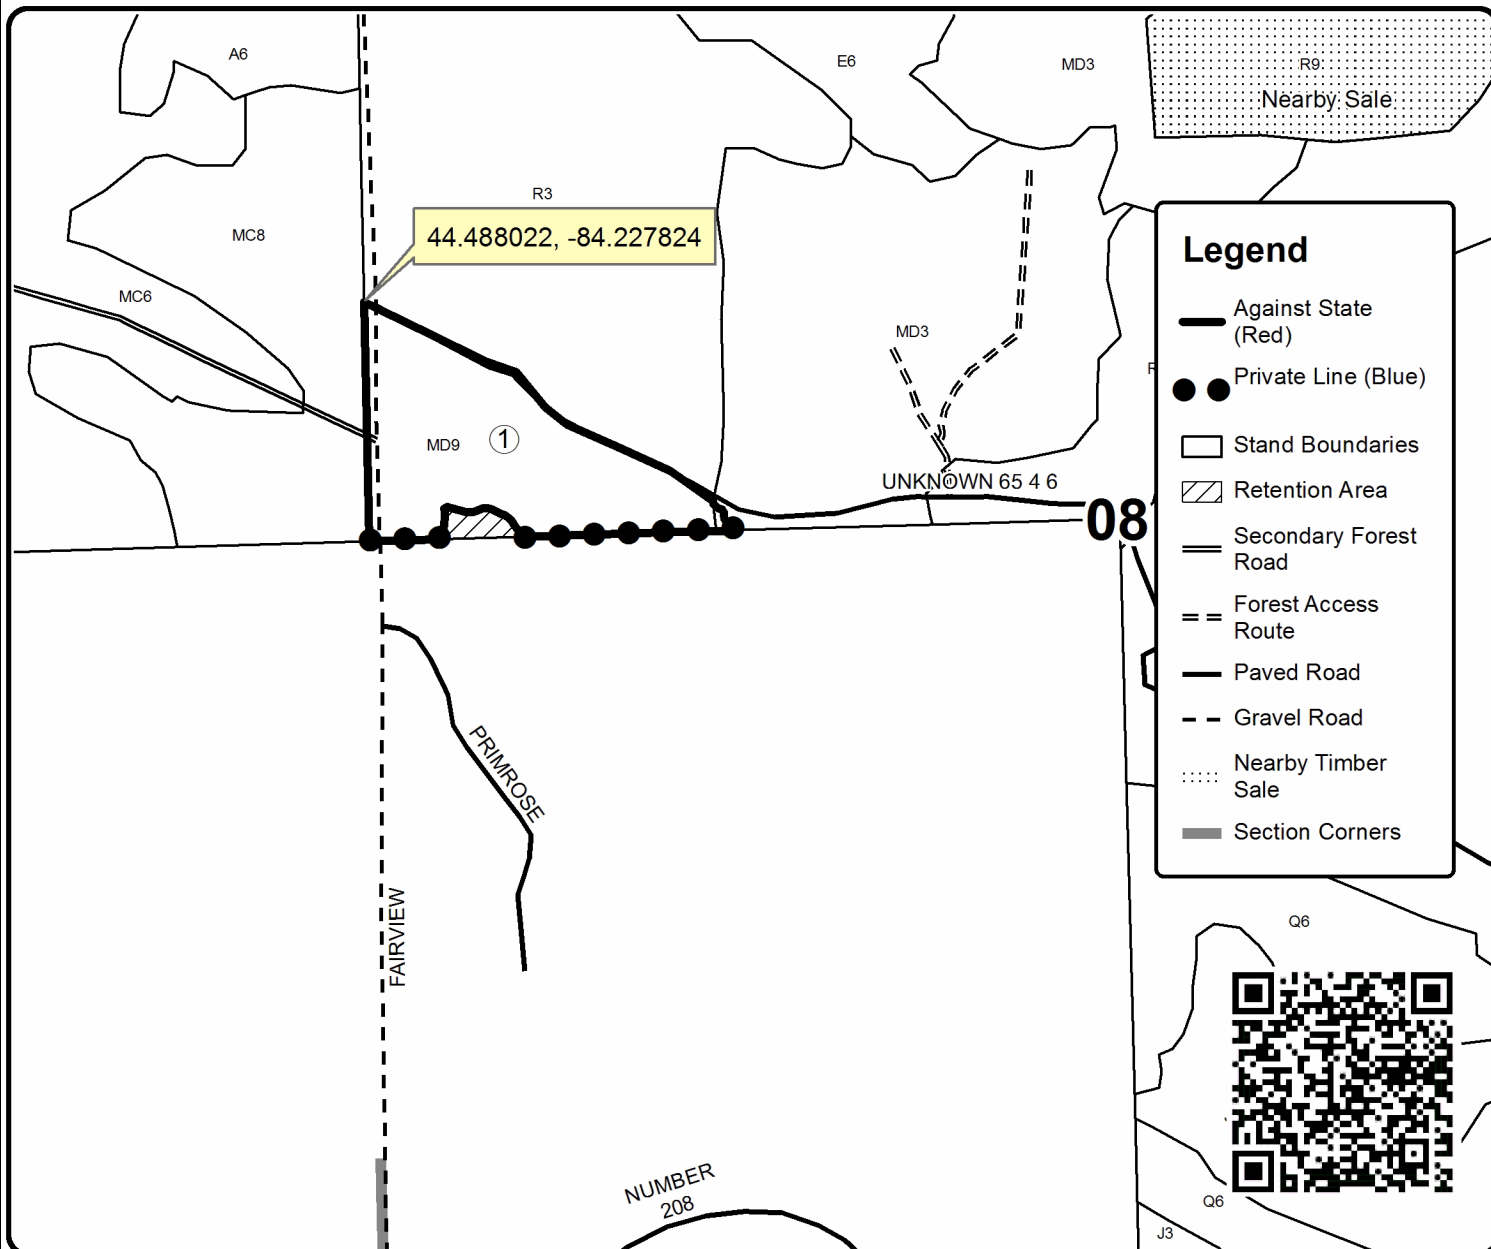 A6
E6
MD3
R9
Nearby Sale
R3
MC8
44.488022, -84.227824
MC6
MD3
R
MD9
1
UNKNOWN 65 4 6
08
PRIMROSE
FAIRVIEW
NUMBER
208
Legend
Against State
(Red)
Private Line (Blue)
Stand Boundaries
Retention Area
Secondary Forest
Road
Forest Access
Route
Paved Road
Gravel Road
Nearby Timber
Sale
Section Corners
Q6
Q6
J3